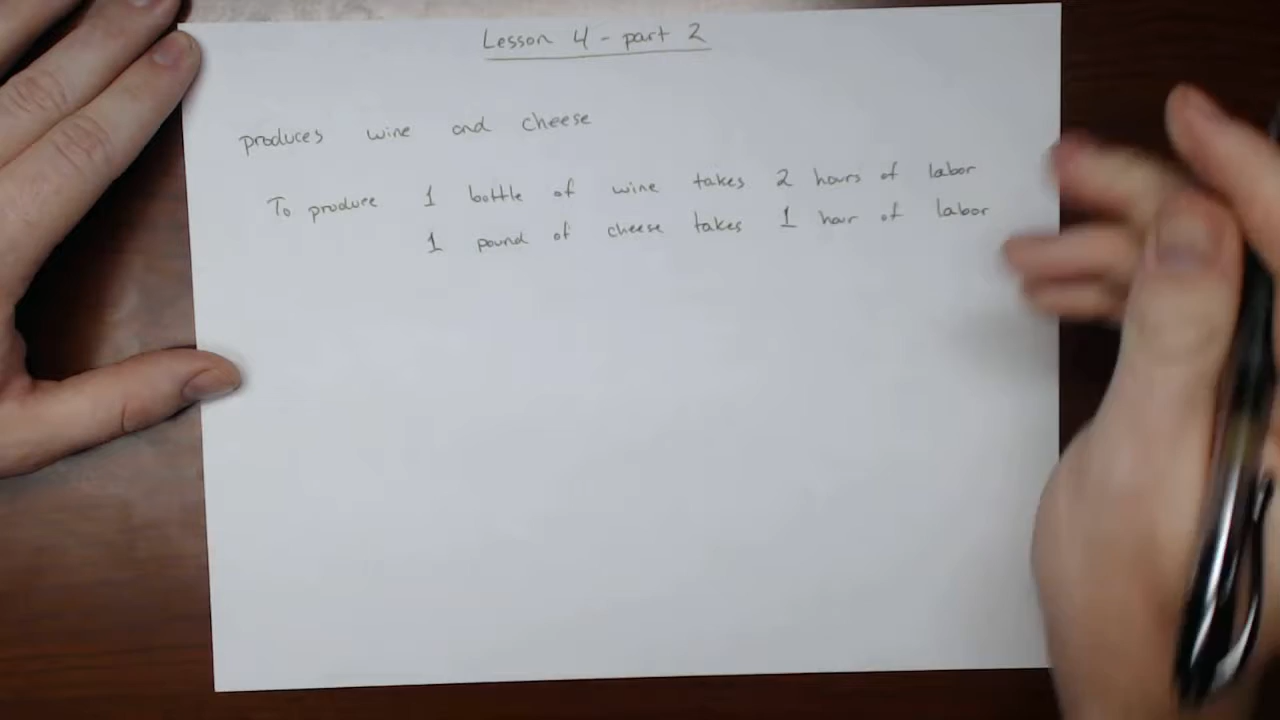 Lesson 4 - part 2
produces wine and cheese
To produce 1 bottle of wine takes 2 hours of labor
1 pound of cheese takes 1 hour of labor